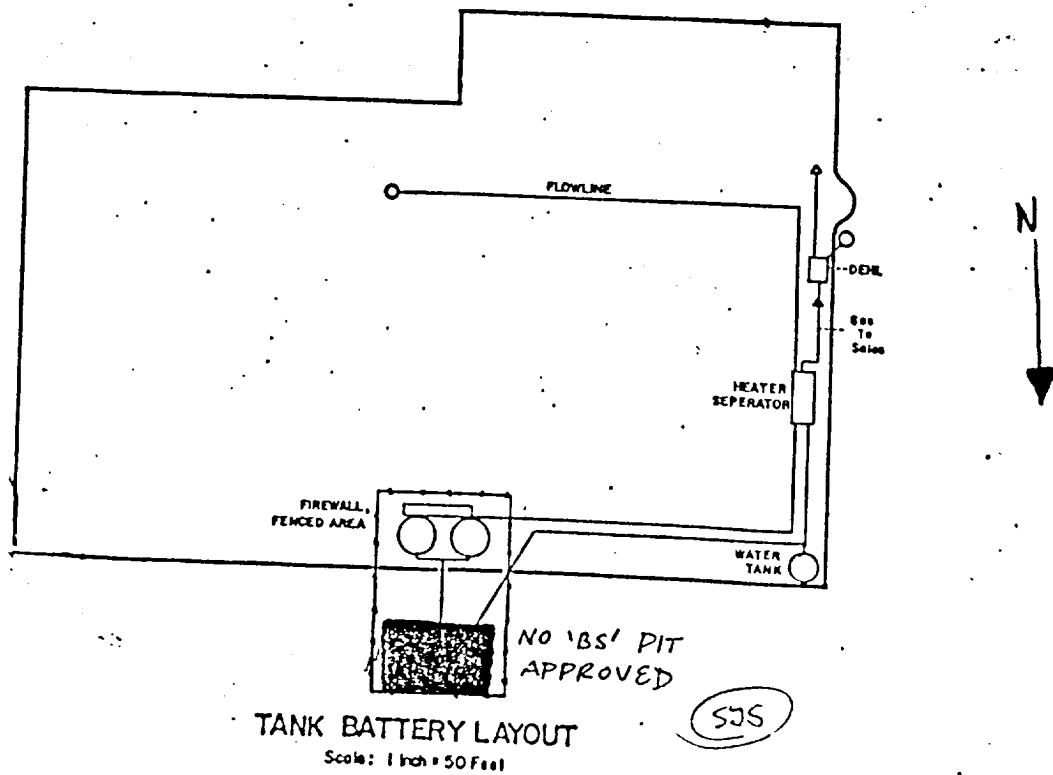 FLOWLINE
N
DEHI.
Gas
To
Sales
HEATER
SEPERATOR
FIREWALL,
FENCED AREA
WATER
TANK
NO 'BS' PIT
APPROVED
SJS
TANK BATTERY LAYOUT
Scale: 1 Inch = 50 Feet